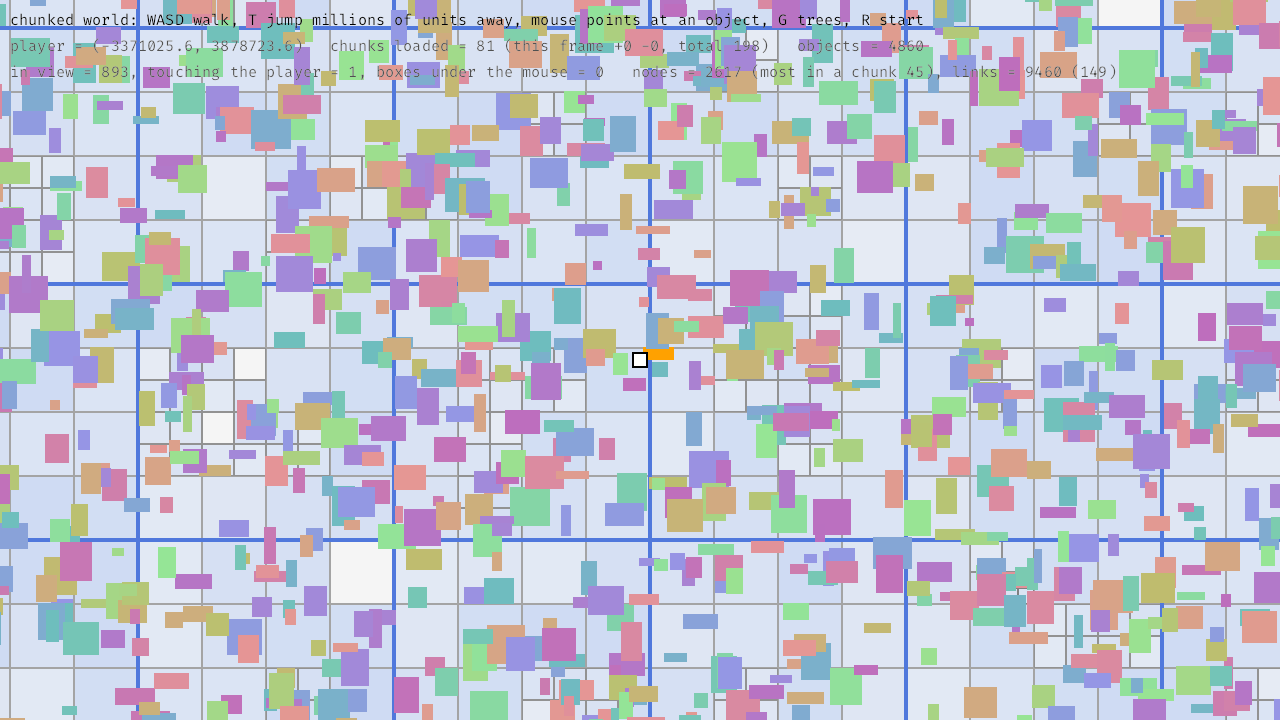 chunked world: WASD walk, T jump millions of units away, mouse points at an object, G trees, R start
player = (-3371025.6, 3878723.6)   chunks loaded = 81 (this frame +0 -0, total 198)   objects = 4860
in view = 893, touching the player = 1, boxes under the mouse = 0   nodes = 2617 (most in a chunk 45), links = 9460 (149)